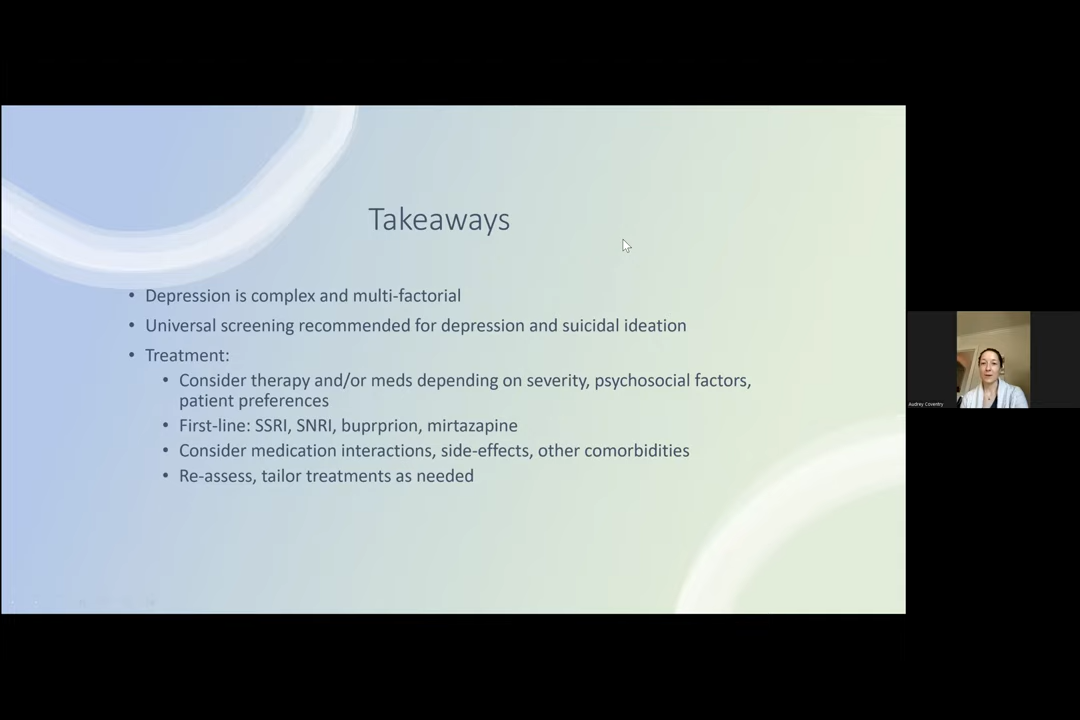 Takeaways
• Depression is complex and multi-factorial
• Universal screening recommended for depression and suicidal ideation
• Treatment:
• Consider therapy and/or meds depending on severity, psychosocial factors,
patient preferences
• First-line: SSRI, SNRI, buprprion, mirtazapine
• Consider medication interactions, side-effects, other comorbidities
• Re-assess, tailor treatments as needed
Audrey Coventry